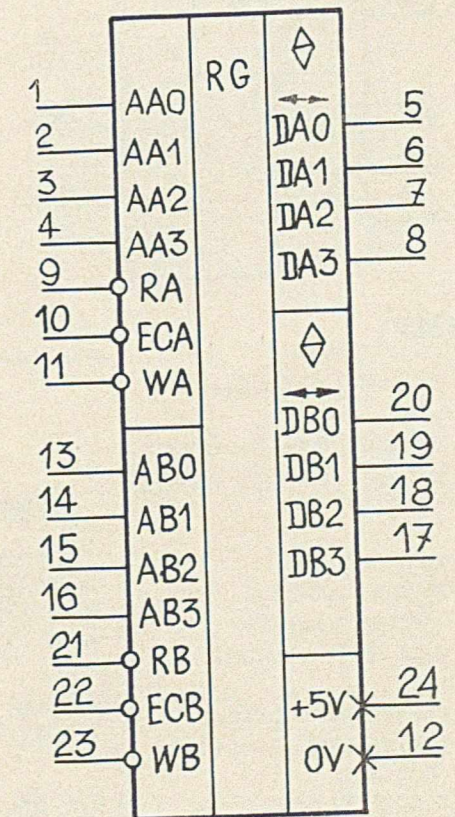 RG
1 AA0
2 AA1
3 AA2
4 AA3
9 RA
10 ECA
11 WA
13 AB0
14 AB1
15 AB2
16 AB3
21 RB
22 ECB
23 WB
DA0 5
DA1 6
DA2 7
DA3 8
DB0 20
DB1 19
DB2 18
DB3 17
+5V 24
0V 12